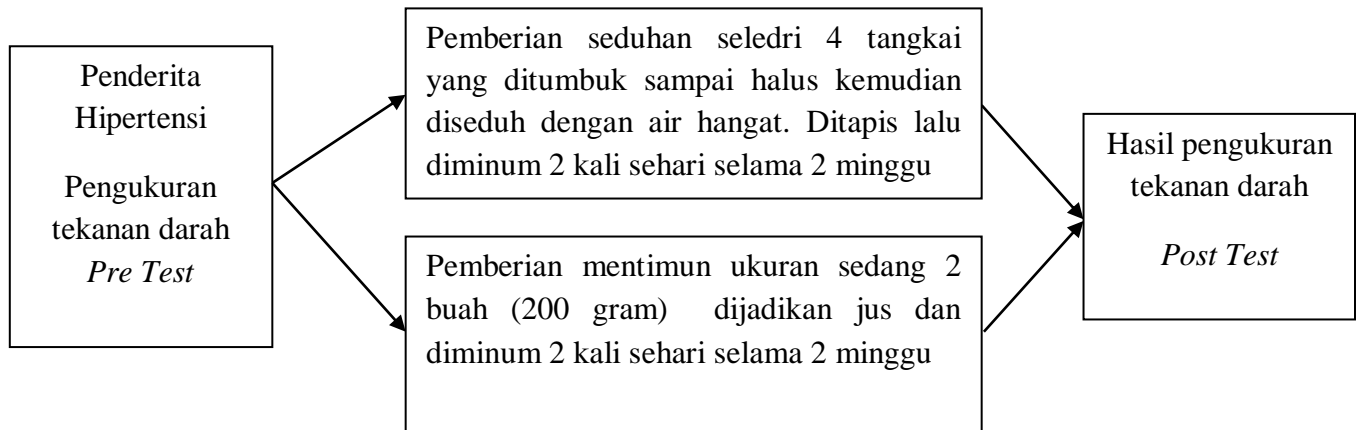 Penderita
Hipertensi
Pengukuran
tekanan darah
Pre Test
Pemberian seduhan seledri 4 tangkai
yang ditumbuk sampai halus kemudian
diseduh dengan air hangat. Ditapis lalu
diminum 2 kali sehari selama 2 minggu
Pemberian mentimun ukuran sedang 2
buah (200 gram) dijadikan jus dan
diminum 2 kali sehari selama 2 minggu
Hasil pengukuran
tekanan darah
Post Test